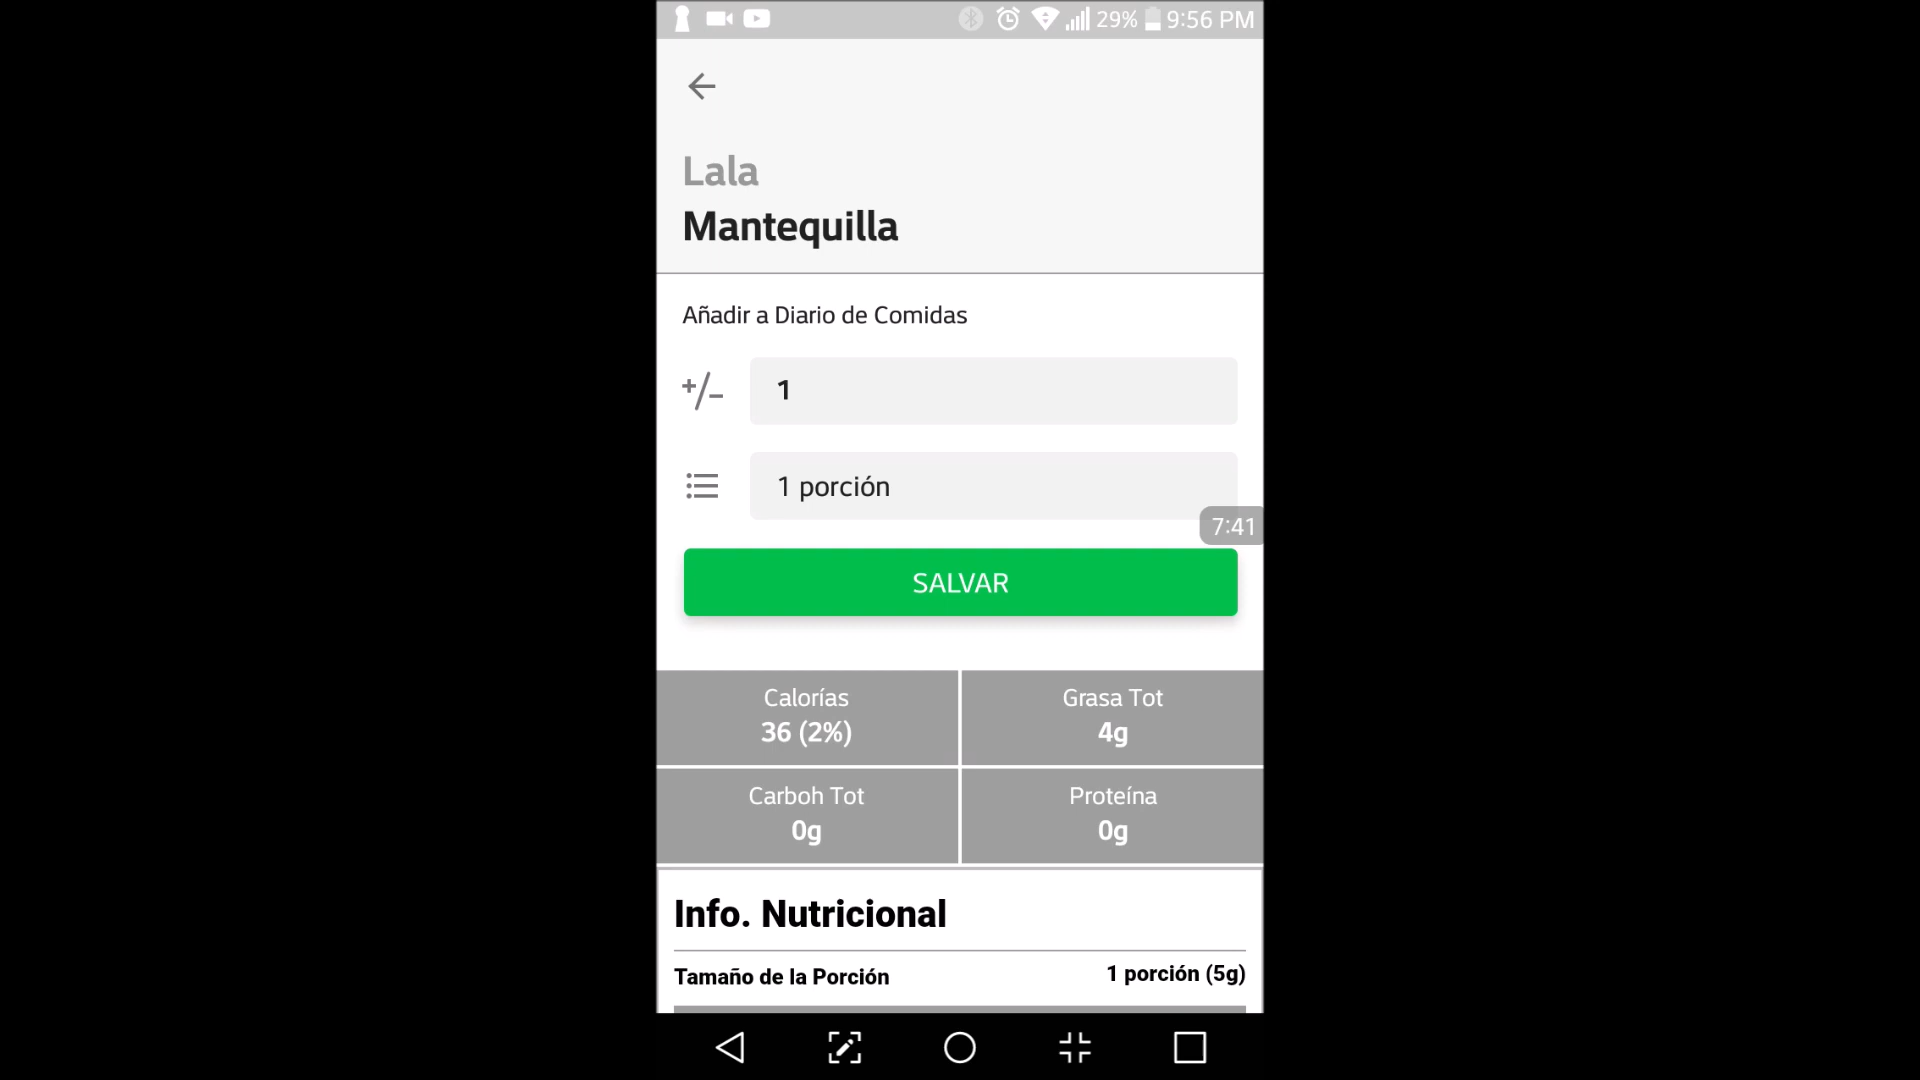 29% 9:56 PM
Lala
Mantequilla
Añadir a Diario de Comidas
+/- 1
1 porción
7:41
SALVAR
Calorías
36 (2%)
Grasa Tot
4g
Carboh Tot
0g
Proteína
0g
Info. Nutricional
Tamaño de la Porción 1 porción (5g)